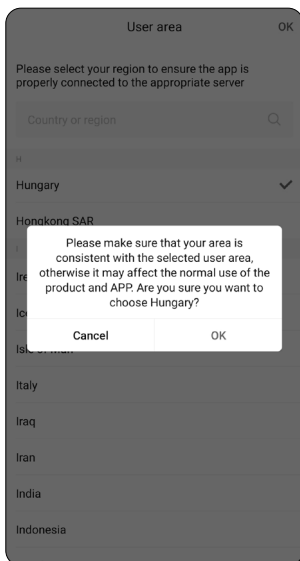 User area
OK
Please select your region to ensure the app is
properly connected to the appropriate server
Country or region
H
Hungary
Hongkong SAR
I
Please make sure that your area is
consistent with the selected user area,
otherwise it may affect the normal use of the
product and APP. Are you sure you want to
choose Hungary?
Cancel
OK
Italy
Iraq
Iran
India
Indonesia